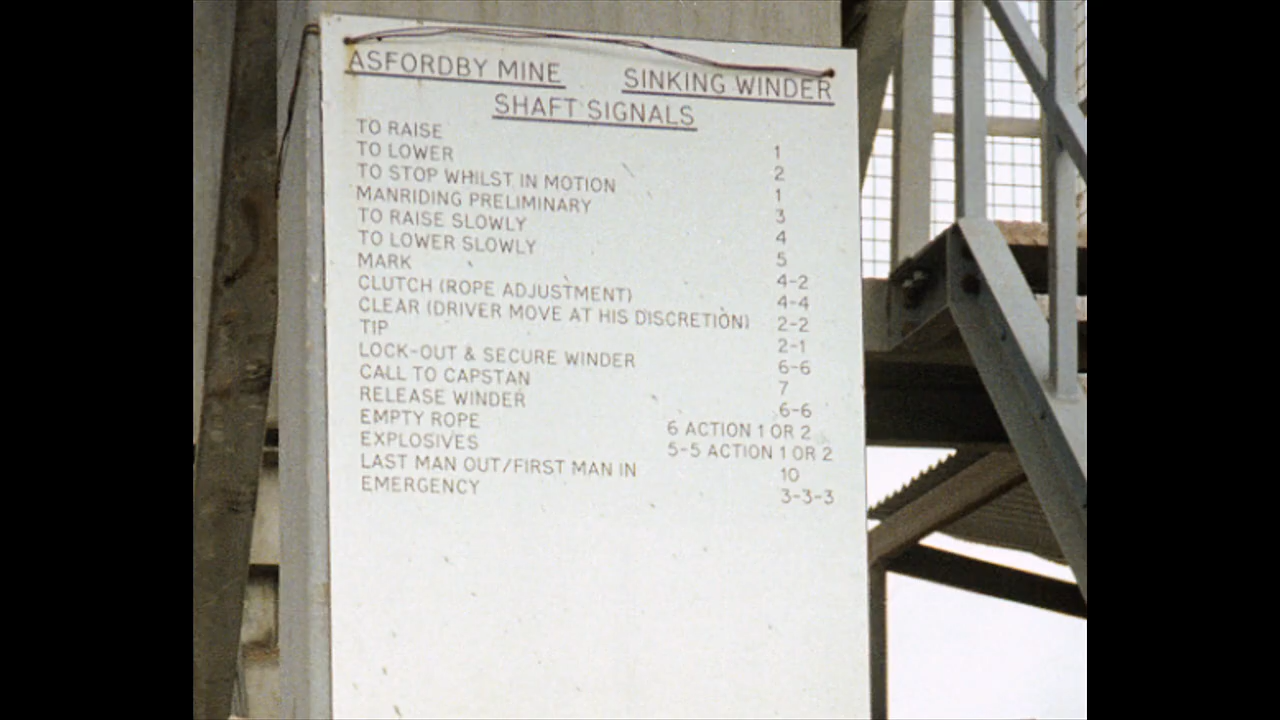 ASFORDBY MINE SINKING WINDER
SHAFT SIGNALS
TO RAISE 1
TO LOWER 2
TO STOP WHILST IN MOTION 1
MANRIDING PRELIMINARY 3
TO RAISE SLOWLY 4
TO LOWER SLOWLY 5
MARK 4-2
CLUTCH (ROPE ADJUSTMENT) 4-4
CLEAR (DRIVER MOVE AT HIS DISCRETION) 2-2
TIP 2-1
LOCK-OUT & SECURE WINDER 6-6
CALL TO CAPSTAN 7
RELEASE WINDER 6-6
EMPTY ROPE 6 ACTION 1 OR 2
EXPLOSIVES 5-5 ACTION 1 OR 2
LAST MAN OUT/FIRST MAN IN 10
EMERGENCY 3-3-3